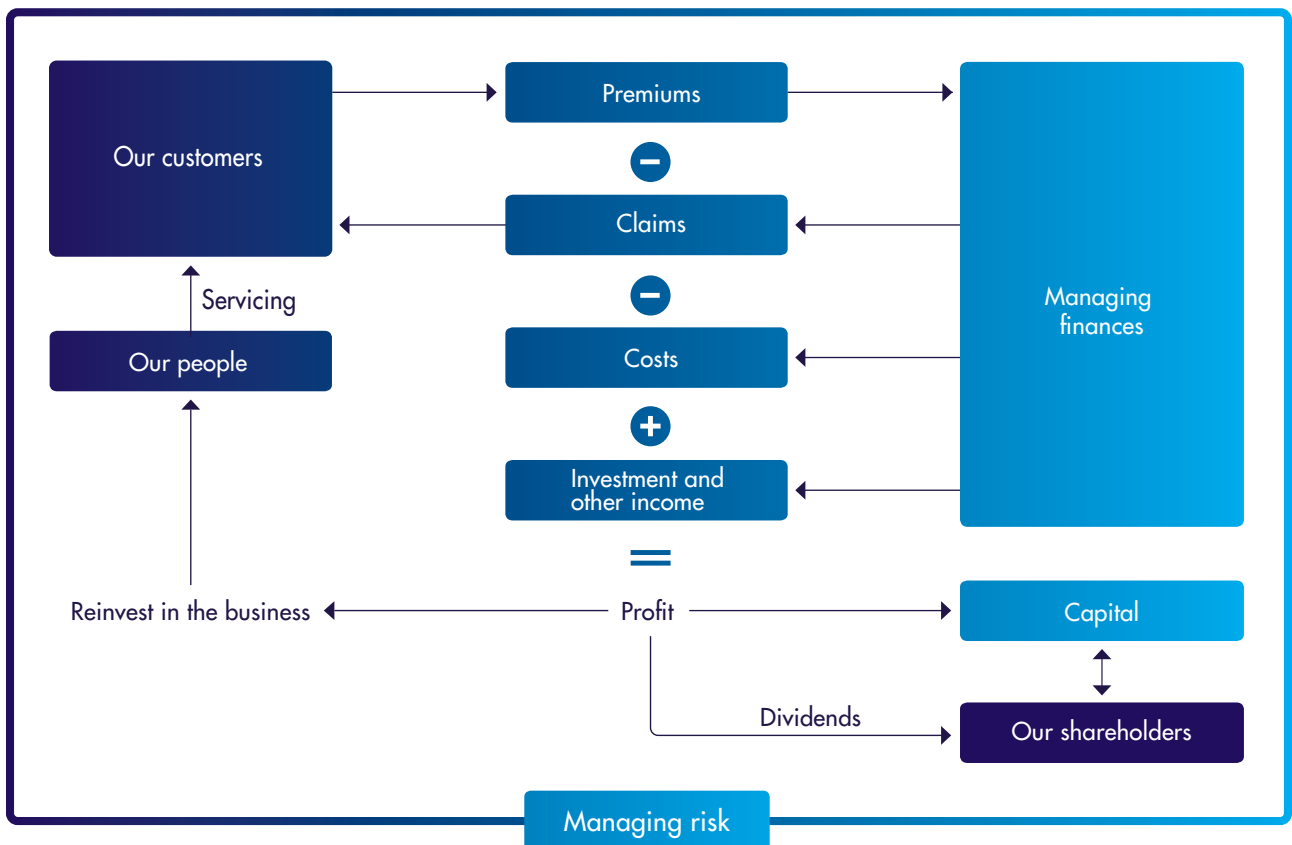 Our customers
Premiums
−
Claims
−
Costs
+
Investment and
other income
=
Managing
finances
Servicing
Our people
Reinvest in the business
Profit
Capital
Dividends
Our shareholders
Managing risk